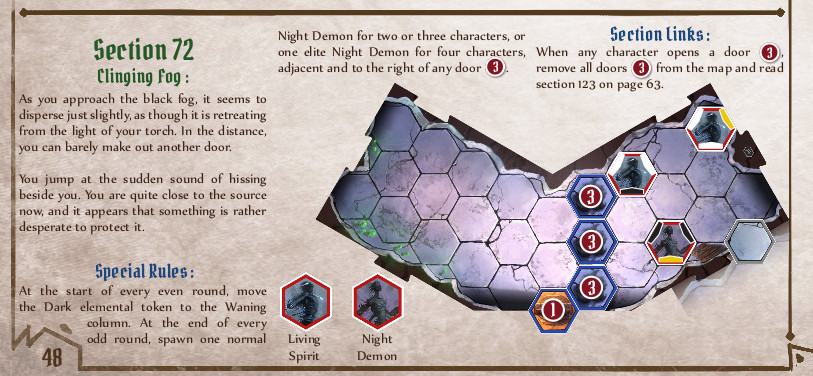 Section 72
Clinging Fog:
As you approach the black fog, it seems to
disperse just slightly, as though it is retreating
from the light of your torch. In the distance,
you can barely make out another door.
You jump at the sudden sound of hissing
beside you. You are quite close to the source
now, and it appears that something is rather
desperate to protect it.
Special Rules:
At the start of every even round, move
the Dark elemental token to the Waning
column. At the end of every
odd round, spawn one normal
48
Night Demon for two or three characters, or
one elite Night Demon for four characters,
adjacent and to the right of any door 3.
Section Links:
When any character opens a door 3,
remove all doors 3 from the map and read
section 123 on page 63.
3
3
3
1
Living
Spirit
Night
Demon